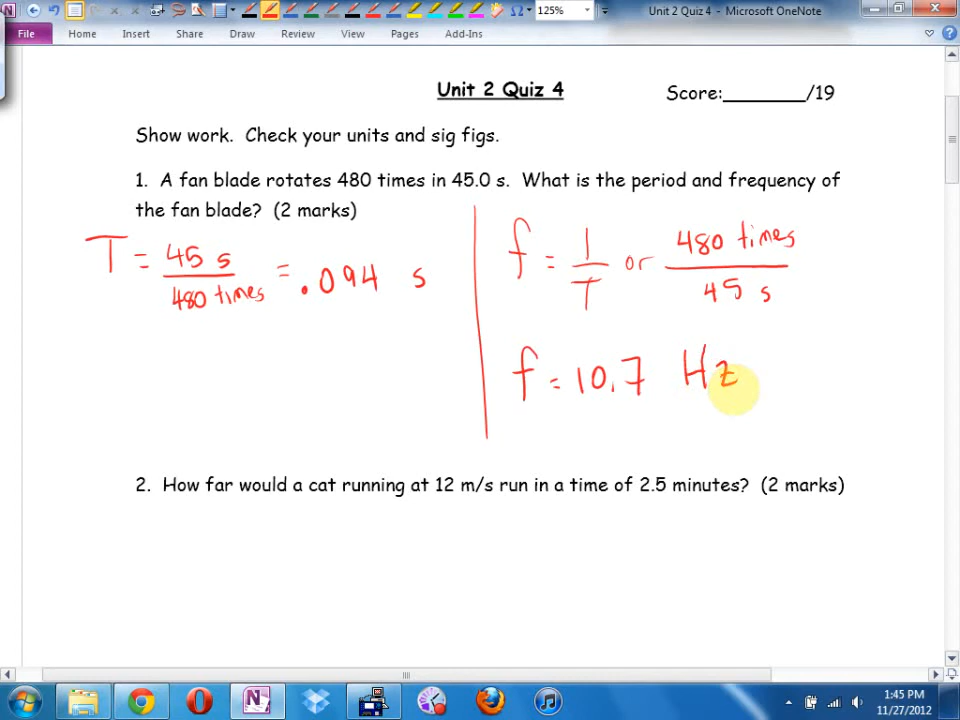 125%
Unit 2 Quiz 4 - Microsoft OneNote
File Home Insert Share Draw Review View Pages Add-Ins
Unit 2 Quiz 4
Score:_______/19
Show work. Check your units and sig figs.
1. A fan blade rotates 480 times in 45.0 s. What is the period and frequency of
the fan blade? (2 marks)
T = 45 s / 480 times = .094 s
f = 1 / T or 480 times / 45 s
f = 10.7 Hz
2. How far would a cat running at 12 m/s run in a time of 2.5 minutes? (2 marks)
1:45 PM
11/27/2012